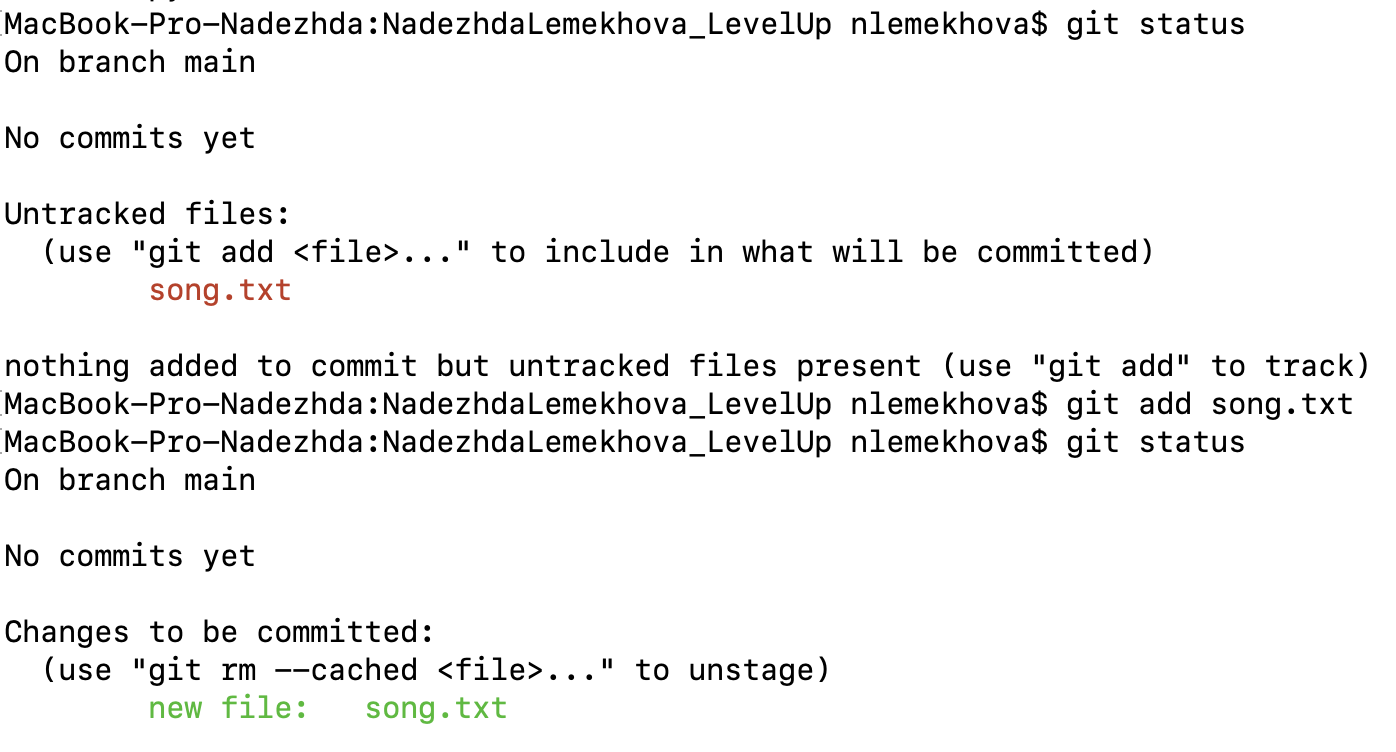 MacBook-Pro-Nadezhda:NadezhdaLemekhova_LevelUp nlemekhova$ git status
On branch main
No commits yet
Untracked files:
  (use "git add <file>..." to include in what will be committed)
        song.txt
nothing added to commit but untracked files present (use "git add" to track)
MacBook-Pro-Nadezhda:NadezhdaLemekhova_LevelUp nlemekhova$ git add song.txt
MacBook-Pro-Nadezhda:NadezhdaLemekhova_LevelUp nlemekhova$ git status
On branch main
No commits yet
Changes to be committed:
  (use "git rm --cached <file>..." to unstage)
        new file:   song.txt